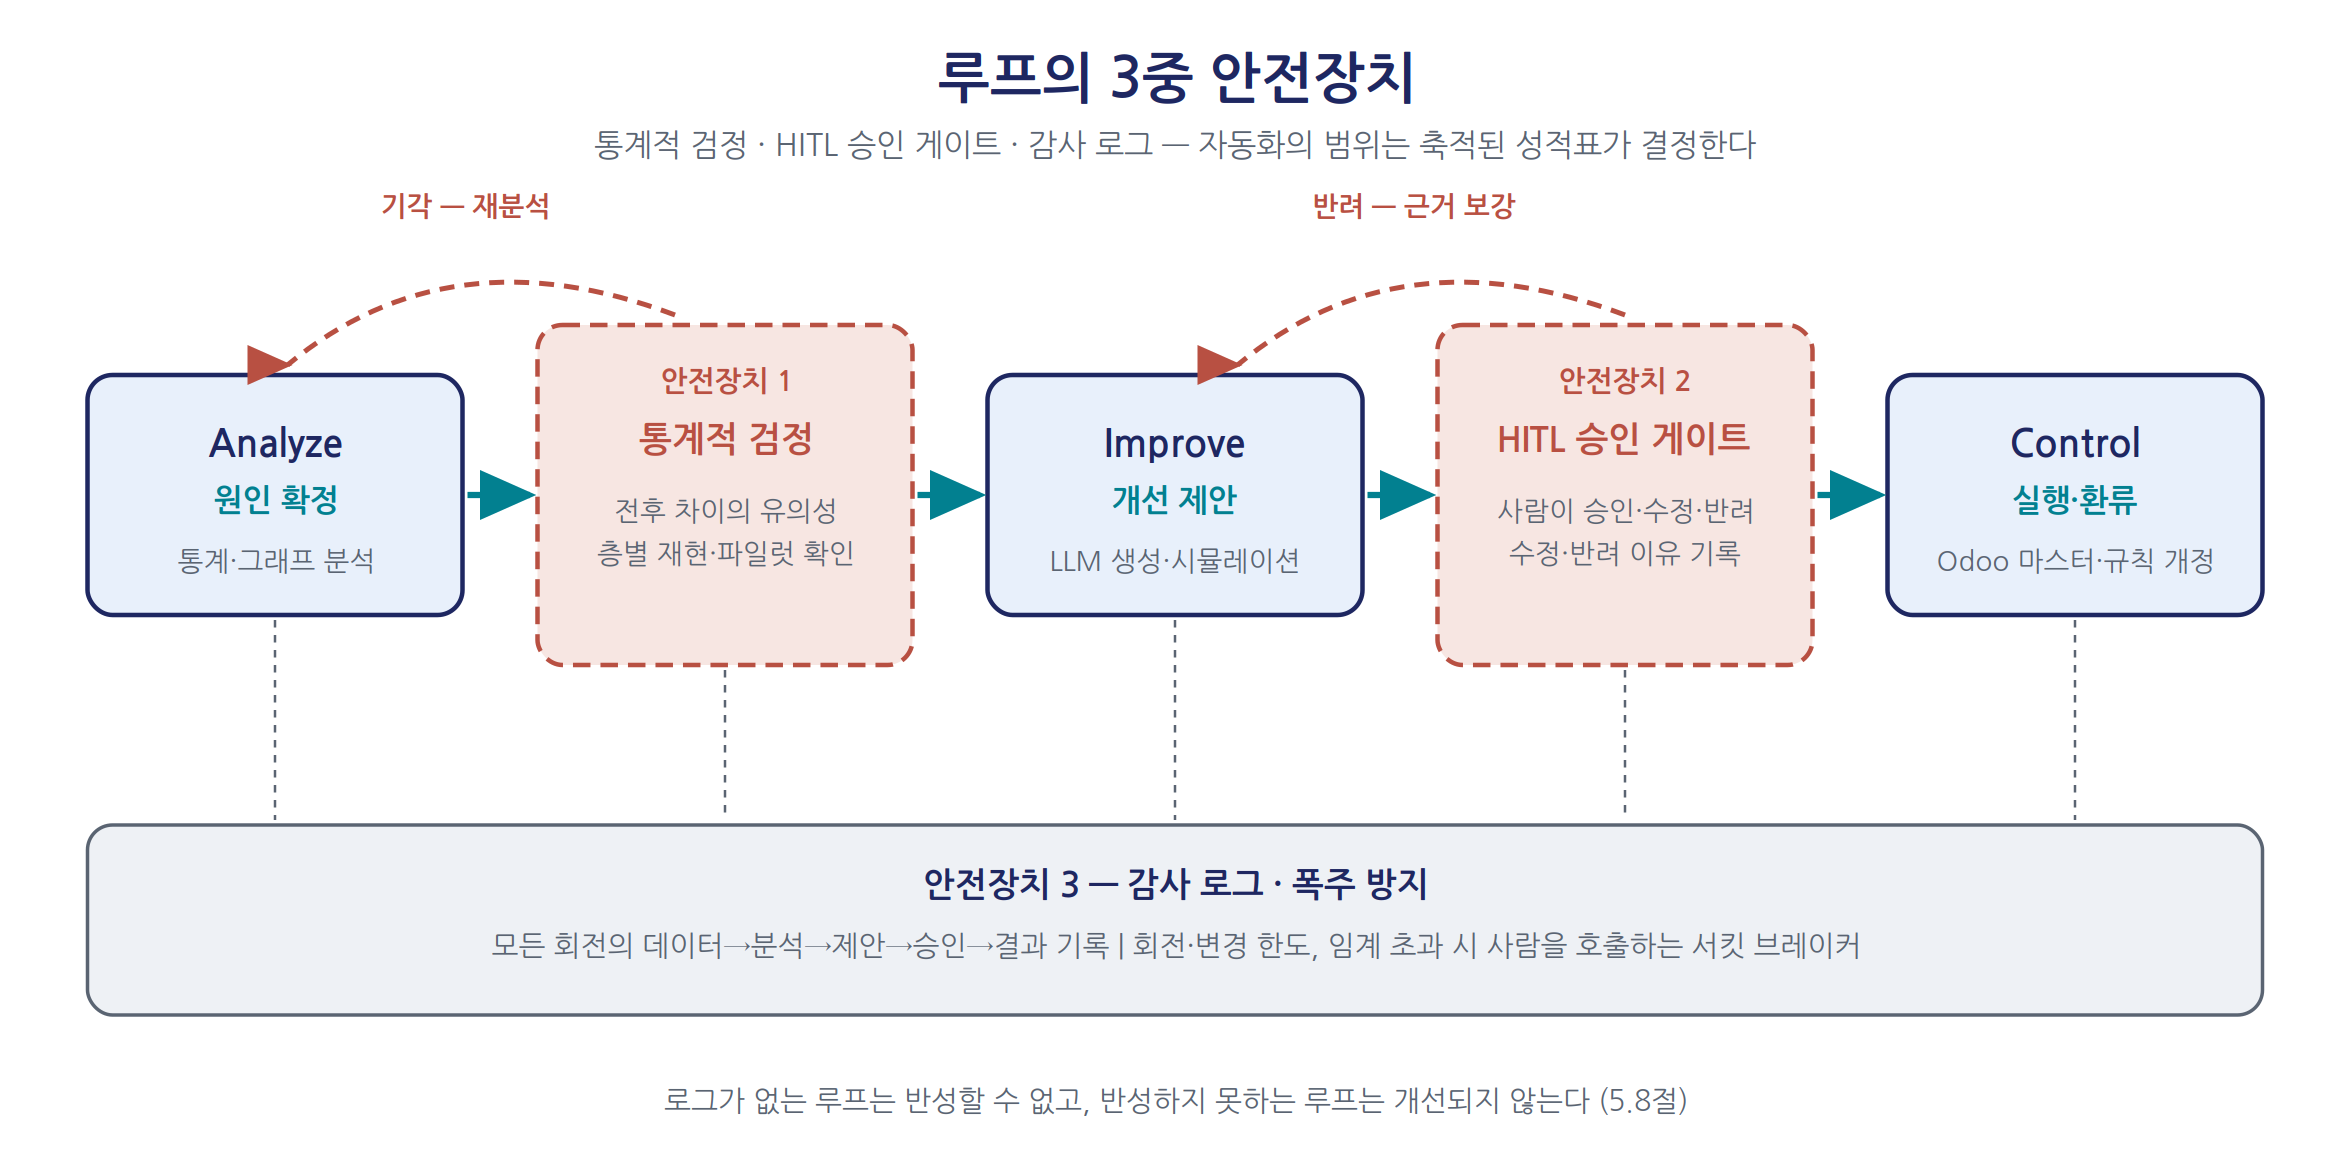 루프의 3중 안전장치
통계적 검정 · HITL 승인 게이트 · 감사 로그 — 자동화의 범위는 축적된 성적표가 결정한다
기각 — 재분석
반려 — 근거 보강
Analyze
원인 확정
통계·그래프 분석
안전장치 1
통계적 검정
전후 차이의 유의성
층별 재현·파일럿 확인
Improve
개선 제안
LLM 생성·시뮬레이션
안전장치 2
HITL 승인 게이트
사람이 승인·수정·반려
수정·반려 이유 기록
Control
실행·환류
Odoo 마스터·규칙 개정
안전장치 3 — 감사 로그 · 폭주 방지
모든 회전의 데이터→분석→제안→승인→결과 기록 | 회전·변경 한도, 임계 초과 시 사람을 호출하는 서킷 브레이커
로그가 없는 루프는 반성할 수 없고, 반성하지 못하는 루프는 개선되지 않는다 (5.8절)